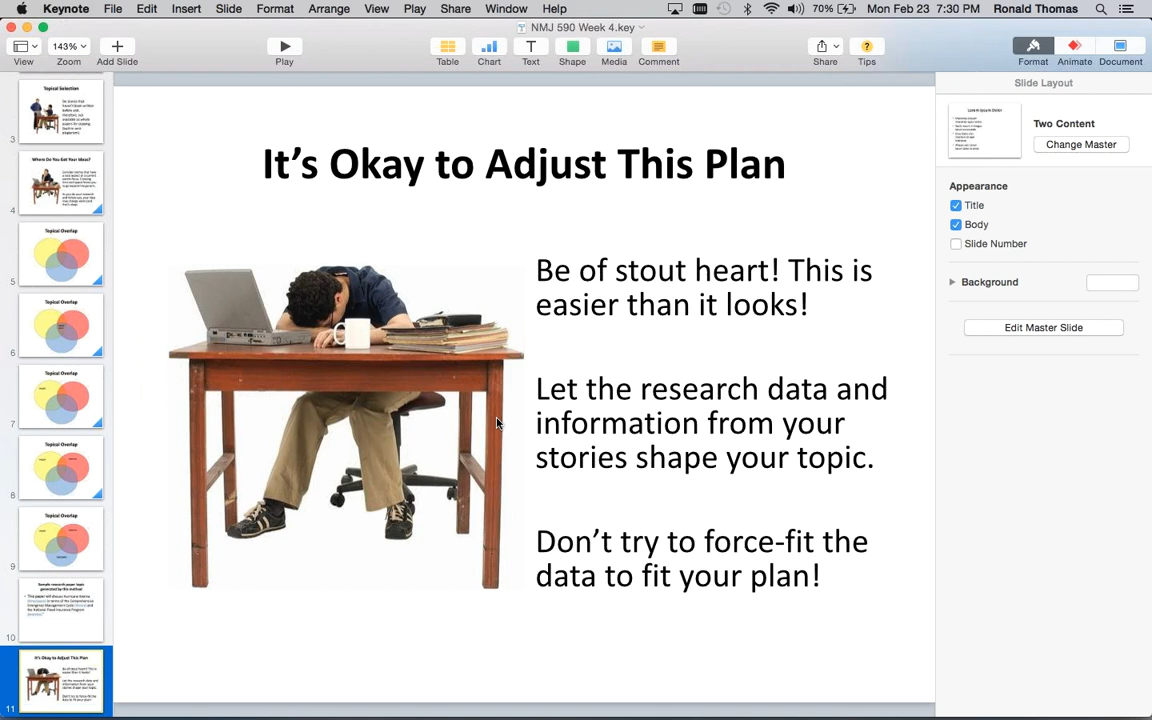 Keynote File Edit Insert Slide Format Arrange View Play Share Window Help 70% Mon Feb 23 7:30 PM Ronald Thomas
NMJ 590 Week 4.key
143%
View Zoom Add Slide Play Table Chart Text Shape Media Comment Share Tips Format Animate Document
Slide Layout
Two Content
Change Master
Appearance
Title
Body
Slide Number
Background
Edit Master Slide
Topical Selection
3
Where Do You Get Your Ideas?
4
Topical Overlap
5
Topical Overlap
6
Topical Overlap
7
Topical Overlap
8
Topical Overlap
9
Sample research paper topic
generated by this method
10
It's Okay to Adjust This Plan
11
It’s Okay to Adjust This Plan
Be of stout heart! This is
easier than it looks!
Let the research data and
information from your
stories shape your topic.
Don’t try to force-fit the
data to fit your plan!